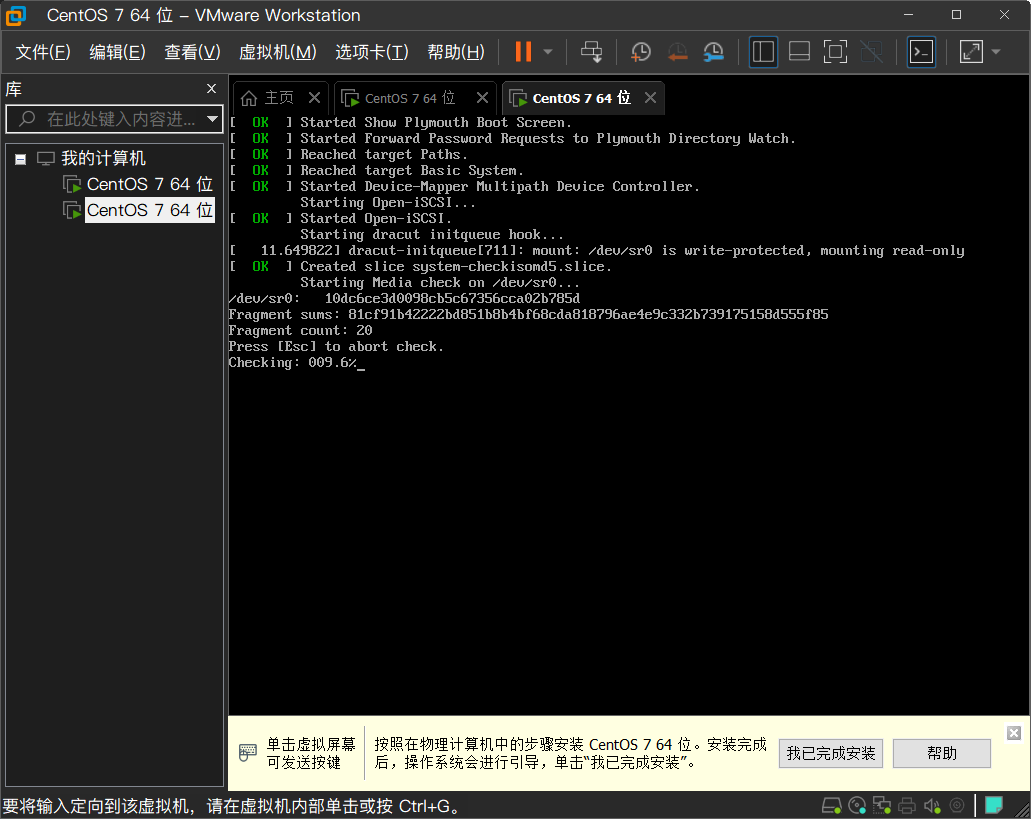 CentOS 7 64 位 – VMware Workstation
文件(F) 编辑(E) 查看(V) 虚拟机(M) 选项卡(T) 帮助(H)
库
在此处键入内容进...
我的计算机
CentOS 7 64 位
CentOS 7 64 位
主页 CentOS 7 64 位 CentOS 7 64 位
[  OK  ] Started Show Plymouth Boot Screen.
[  OK  ] Started Forward Password Requests to Plymouth Directory Watch.
[  OK  ] Reached target Paths.
[  OK  ] Reached target Basic System.
[  OK  ] Started Device-Mapper Multipath Device Controller.
Starting Open-iSCSI...
[  OK  ] Started Open-iSCSI.
Starting dracut initqueue hook...
[   11.649822] dracut-initqueue[711]: mount: /dev/sr0 is write-protected, mounting read-only
[  OK  ] Created slice system-checkisomd5.slice.
Starting Media check on /dev/sr0...
/dev/sr0:   10dc6ce3d0098cb5c67356cca02b785d
Fragment sums: 81cf91b42222bd851b8b4bf68cda818796ae4e9c332b739175158d555f85
Fragment count: 20
Press [Esc] to abort check.
Checking: 009.6%_
单击虚拟屏幕
可发送按键
按照在物理计算机中的步骤安装 CentOS 7 64 位。安装完成
后，操作系统会进行引导，单击“我已完成安装”。
我已完成安装 帮助
要将输入定向到该虚拟机，请在虚拟机内部单击或按 Ctrl+G。